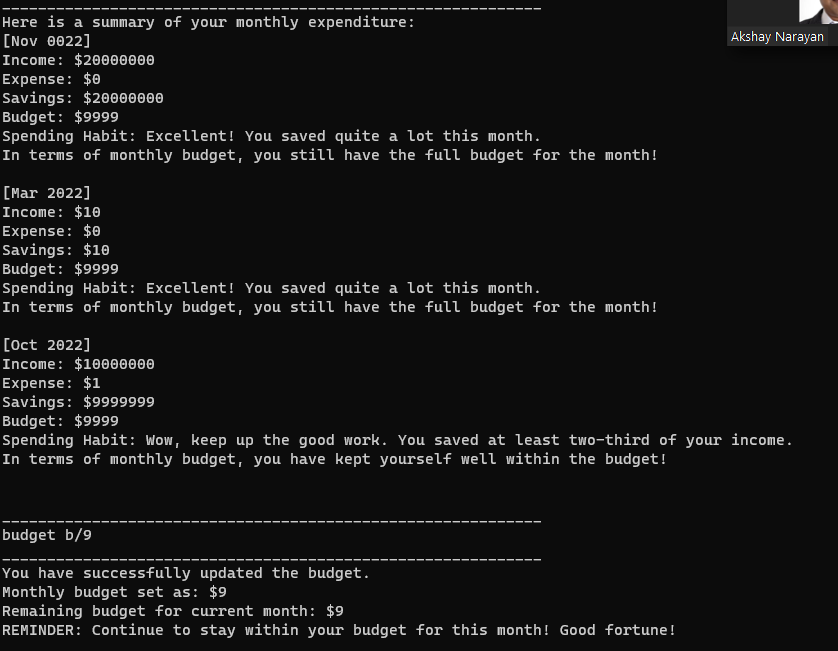 ____________________________________________________________
Here is a summary of your monthly expenditure:
[Nov 0022]
Income: $20000000
Expense: $0
Savings: $20000000
Budget: $9999
Spending Habit: Excellent! You saved quite a lot this month.
In terms of monthly budget, you still have the full budget for the month!
[Mar 2022]
Income: $10
Expense: $0
Savings: $10
Budget: $9999
Spending Habit: Excellent! You saved quite a lot this month.
In terms of monthly budget, you still have the full budget for the month!
[Oct 2022]
Income: $10000000
Expense: $1
Savings: $9999999
Budget: $9999
Spending Habit: Wow, keep up the good work. You saved at least two-third of your income.
In terms of monthly budget, you have kept yourself well within the budget!
____________________________________________________________
budget b/9
____________________________________________________________
You have successfully updated the budget.
Monthly budget set as: $9
Remaining budget for current month: $9
REMINDER: Continue to stay within your budget for this month! Good fortune!
Akshay Narayan